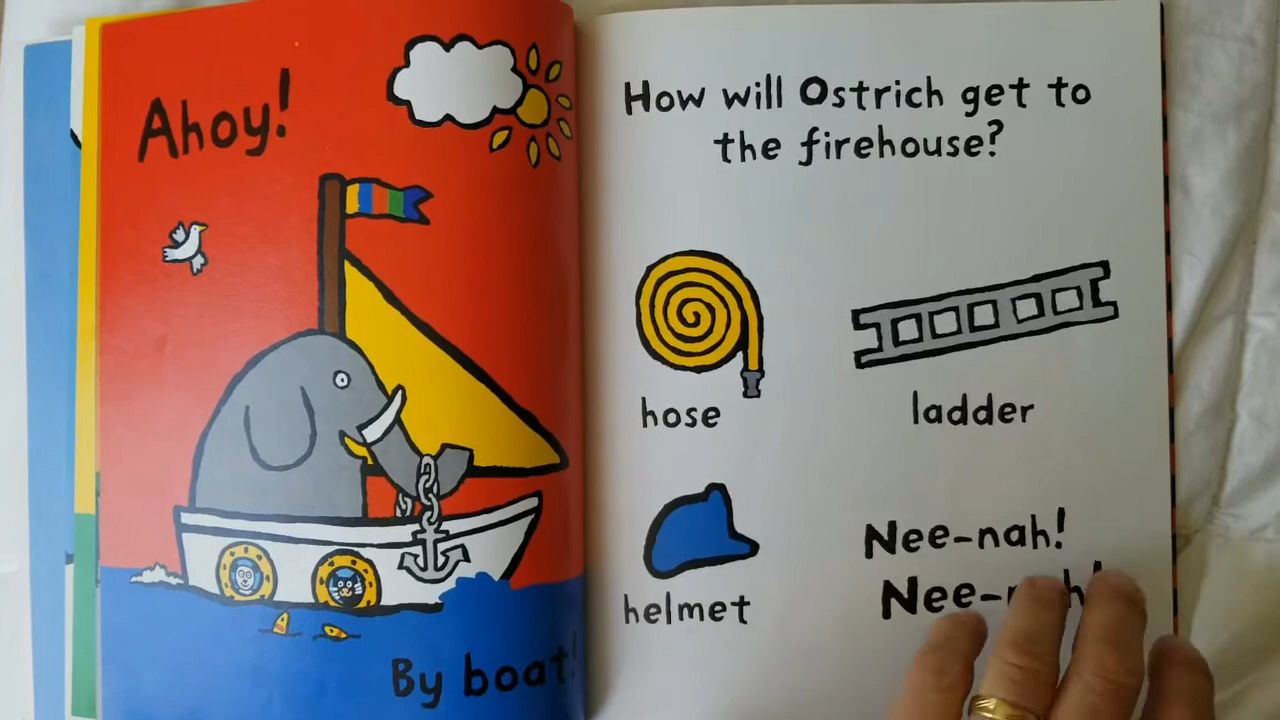 Ahoy!
By boat!
How will Ostrich get to
the firehouse?
hose
ladder
helmet
Nee-nah!